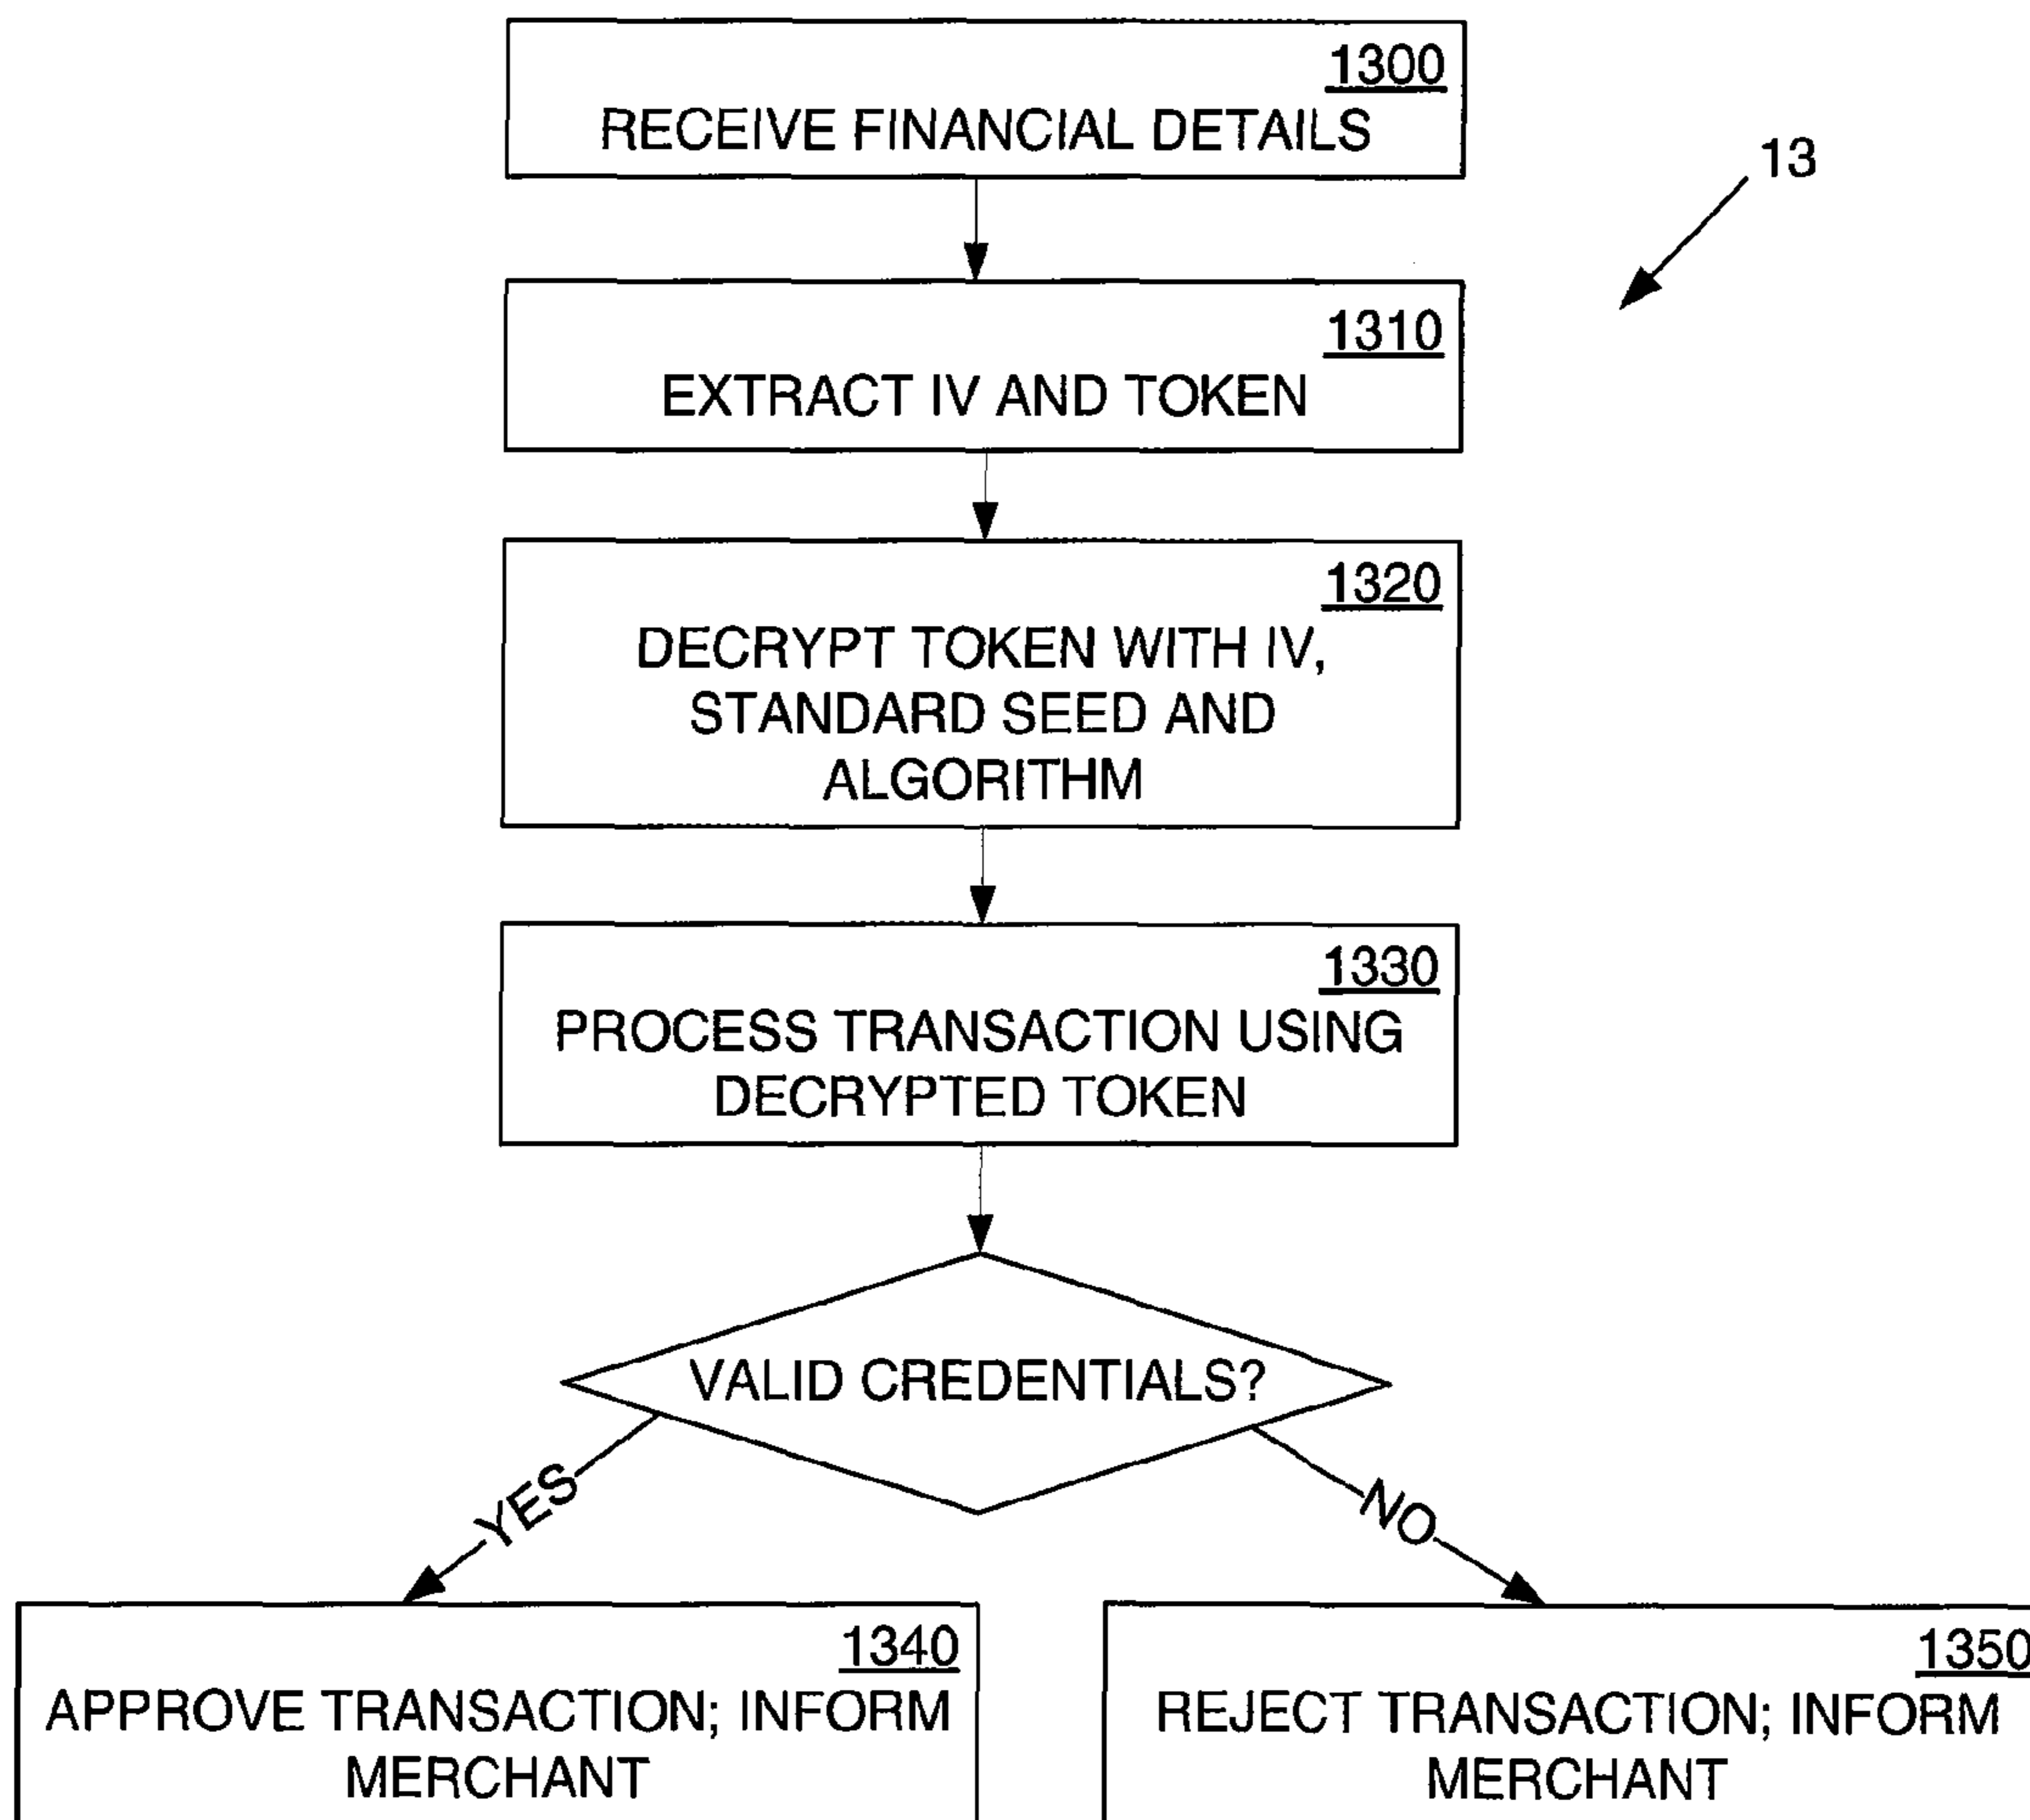 1300
RECEIVE FINANCIAL DETAILS
13
1310
EXTRACT IV AND TOKEN
1320
DECRYPT TOKEN WITH IV,
STANDARD SEED AND
ALGORITHM
1330
PROCESS TRANSACTION USING
DECRYPTED TOKEN
VALID CREDENTIALS?
YES
NO
1340
APPROVE TRANSACTION; INFORM
MERCHANT
1350
REJECT TRANSACTION; INFORM
MERCHANT